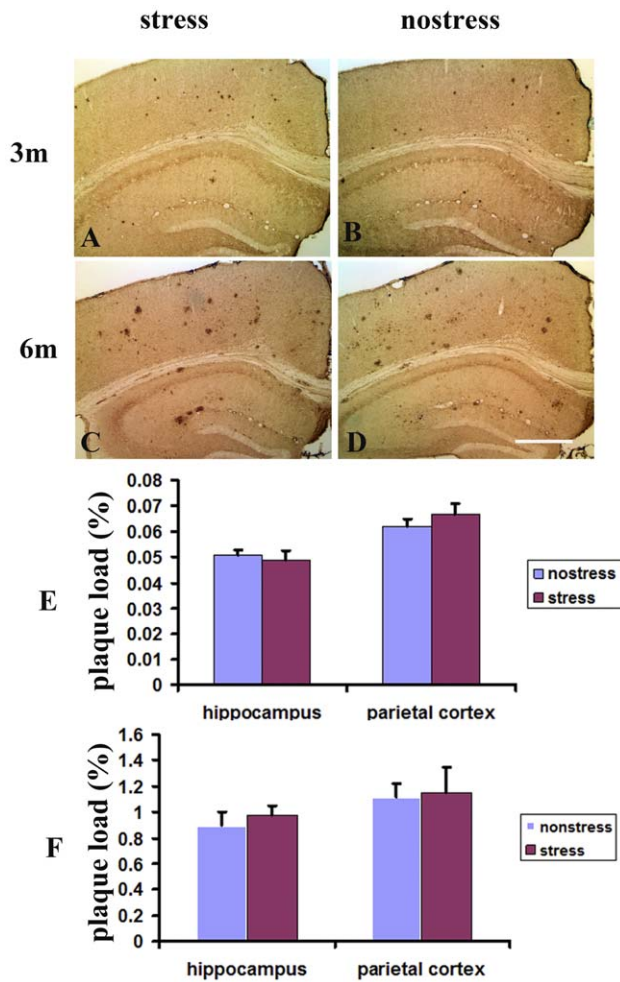 stress nostress
3m
A B
6m
C D
E
plaque load (%)
0.08
0.07
0.06
0.05
0.04
0.03
0.02
0.01
0
hippocampus parietal cortex
nostress
stress
F
plaque load (%)
1.6
1.4
1.2
1
0.8
0.6
0.4
0.2
0
hippocampus parietal cortex
nonstress
stress